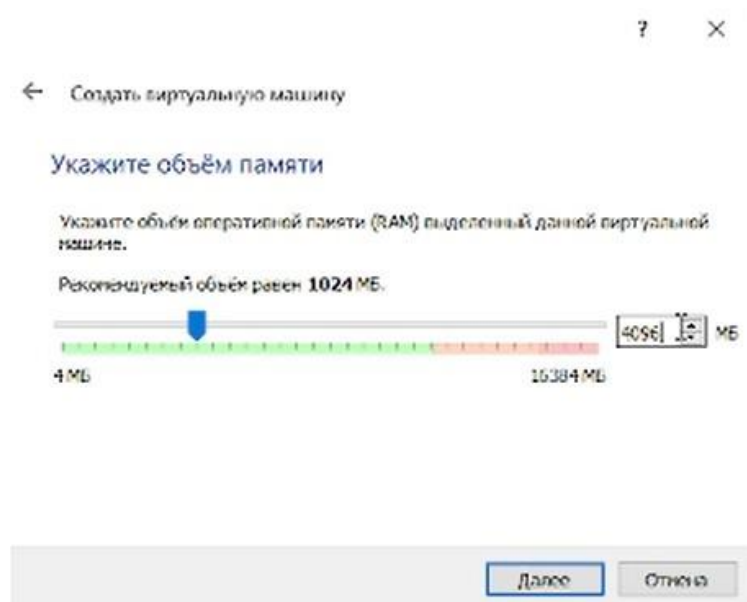 ?
Создать виртуальную машину
Укажите объём памяти
Укажите объём оперативной памяти (RAM) выделенный данной виртуальной
машине.
Рекомендуемый объём равен 1024 МБ.
4096 МБ
4 МБ 16384 МБ
Далее Отмена